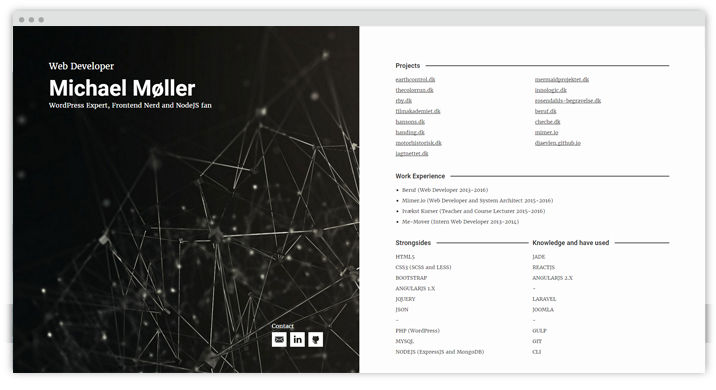 Web Developer
Michael Møller
WordPress Expert, Frontend Nerd and NodeJS fan
Contact
in
Projects
earthcontrol.dk
thecolorrun.dk
rby.dk
filmakademiet.dk
hansons.dk
handing.dk
motorhistorisk.dk
jagtnettet.dk
mermaidprojektet.dk
innologic.dk
rosendahls-begravelse.dk
beruf.dk
cheche.dk
mimer.io
diaevlen.github.io
Work Experience
• Beruf (Web Developer 2013-2016)
• Mimer.io (Web Developer and System Architect 2015-2016)
• Iværkst Kurser (Teacher and Course Lecturer 2015-2016)
• Me-Mover (Intern Web Developer 2013-2014)
Strongsides
HTML5
CSS3 (SCSS and LESS)
BOOTSTRAP
ANGULARJS 1.X
JQUERY
JSON
-
PHP (WordPress)
MYSQL
NODEJS (ExpressJS and MongoDB)
Knowledge and have used
JADE
REACTJS
ANGULARJS 2.X
-
LARAVEL
JOOMLA
-
GULP
GIT
CLI